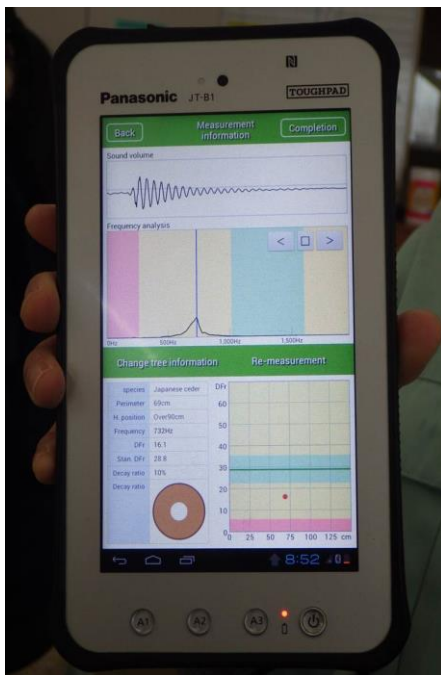 Panasonic JT-B1
TOUGHPAD
Back
Measurement
information
Completion
Sound volume
Frequency analysis
< >
0Hz 500Hz 1,000Hz 1,500Hz
Change tree information
Re-measurement
species Japanese ceder
Perimeter 69cm
H. position Over90cm
Frequency 732Hz
DFr 16.1
Stan. DFr 28.8
Decay ratio 10%
Decay ratio
DFr
60
50
40
30
20
10
0
0 25 50 75 100 125 cm
8:52
A1 A2 A3